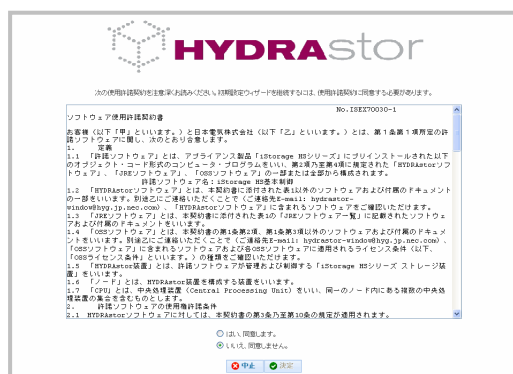 HYDRAstor
次の使用許諾契約を注意深くお読みください。初期設定ウィザードを継続するには、使用許諾契約に同意する必要があります。
No.ISEX70030-1
ソフトウェア使用許諾契約書
お客様（以下「甲」といいます。）と日本電気株式会社（以下「乙」といいます。）とは、第１条第１項所定の許
諾ソフトウェアに関し、次のとおり合意します。
1.　　定義
1.1　「許諾ソフトウェア」とは、アプライアンス製品「iStorage HSシリーズ」にプリインストールされた以下
のオブジェクト・コード形式のコンピュータ・プログラムをいい、第2項乃至第4項に規定された「HYDRAstorソフ
トウェア」、「JREソフトウェア」、「OSSソフトウェア」の一部または全部から構成されます。
許諾ソフトウェア名：iStorage HS基本制御
1.2　「HYDRAstorソフトウェア」とは、本契約書に添付された表1以外のソフトウェアおよび付属のドキュメント
の一部をいいます。別途乙にご連絡いただくことで（ご連絡先E-mail: hydrastor-
window@hyg.jp.nec.com）、「HYDRAstorソフトウェア」に含まれるソフトウェアをご確認いただけます。
1.3　「JREソフトウェア」とは、本契約書に添付された表1の「JREソフトウェア一覧」に記載されたソフトウェ
アおよび付属のドキュメントをいいます。
1.4　「OSSソフトウェア」とは、本契約書の第1条第2項、第1条第3項以外のソフトウェアおよび付属のドキュメ
ントをいいます。別途乙にご連絡いただくことで（ご連絡先E-mail: hydrastor-window@hyg.jp.nec.com）、
「OSSソフトウェア」に含まれるソフトウェアおよび各OSSソフトウェアに適用されるライセンス条件（以下、
「OSSライセンス条件」といいます。）の種類をご確認いただけます。
1.5　「HYDRAstor装置」とは、許諾ソフトウェアが管理および制御する「iStorage HSシリーズ ストレージ装
置」をいいます。
1.6　「ノード」とは、HYDRAstor装置を構成する装置をいいます。
1.7　「CPU」とは、中央処理装置（Central Processing Unit）をいい、同一のノード内にある複数の中央処
理装置の集合を含むものとします。
2.　　許諾ソフトウェアの使用権許諾条件
2.1　HYDRAstorソフトウェアに対しては、本契約書の第3条乃至第10条の規定が適用されます。
はい、同意します。
いいえ、同意しません。
中止　決定